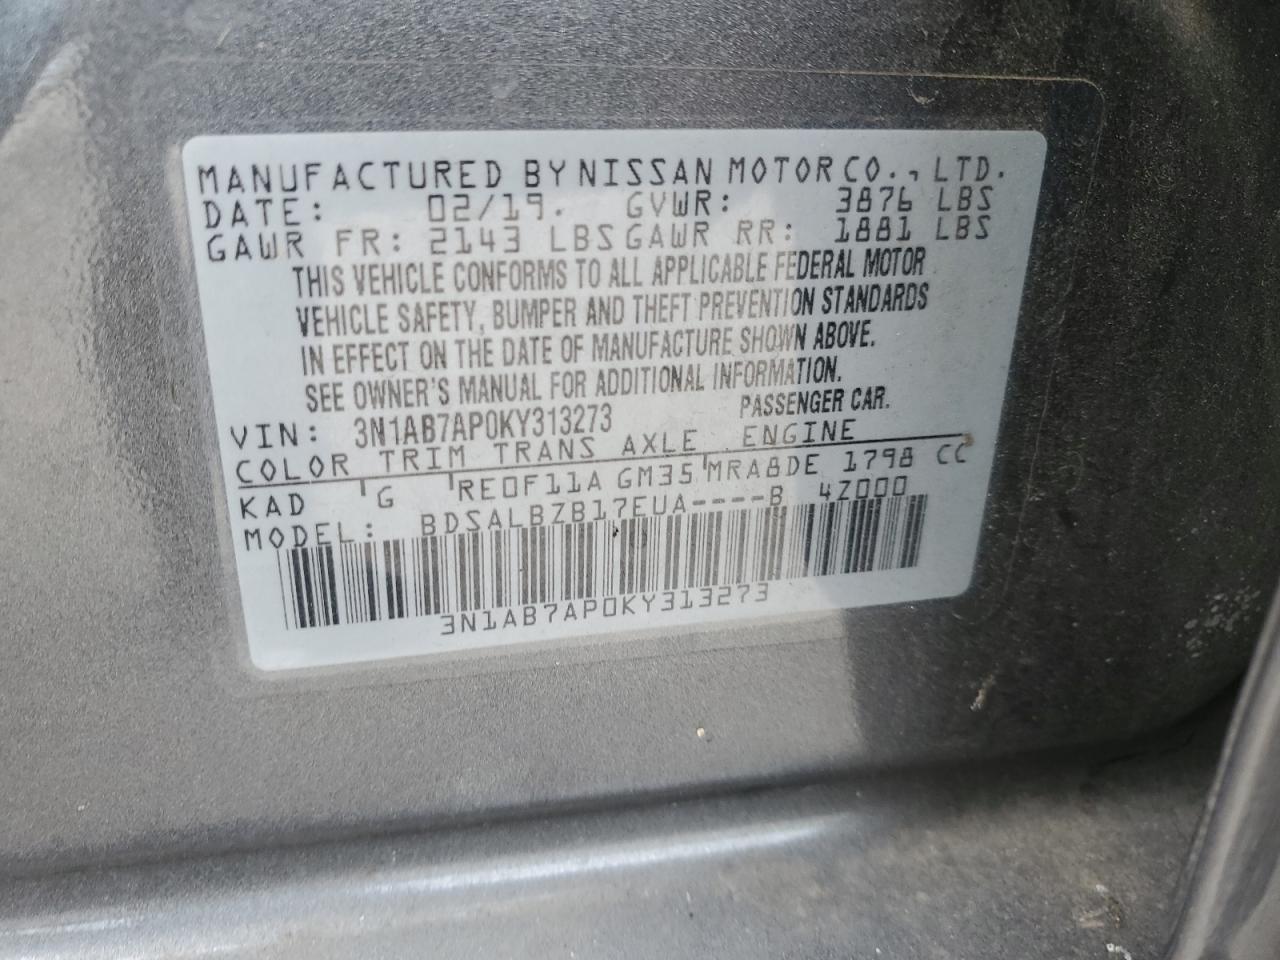 MANUFACTURED BY NISSAN MOTOR CO., LTD.
DATE: 02/19. GVWR: 3876 LBS
GAWR FR: 2143 LBS GAWR RR: 1881 LBS
THIS VEHICLE CONFORMS TO ALL APPLICABLE FEDERAL MOTOR
VEHICLE SAFETY, BUMPER AND THEFT PREVENTION STANDARDS
IN EFFECT ON THE DATE OF MANUFACTURE SHOWN ABOVE.
SEE OWNER'S MANUAL FOR ADDITIONAL INFORMATION.
VIN: 3N1AB7AP0KY313273 PASSENGER CAR.
COLOR TRIM TRANS AXLE ENGINE
KAD G RE0F11A GM35 MRA8DE 1798 CC
MODEL: BDSALBZB17EUA----B 4Z000
3N1AB7AP0KY313273